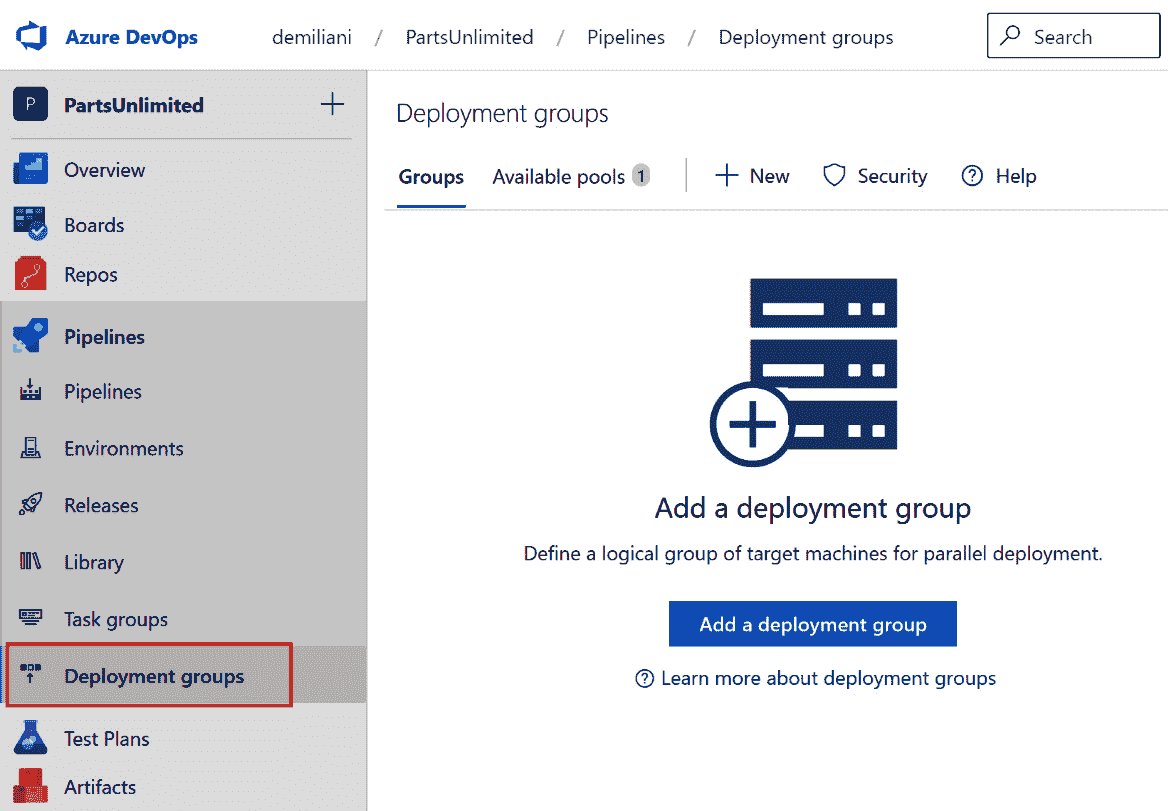 Azure DevOps demiliani / PartsUnlimited / Pipelines / Deployment groups Search
P PartsUnlimited
Overview
Boards
Repos
Pipelines
Pipelines
Environments
Releases
Library
Task groups
Deployment groups
Test Plans
Artifacts
Deployment groups
Groups Available pools 1 New Security Help
Add a deployment group
Define a logical group of target machines for parallel deployment.
Add a deployment group
Learn more about deployment groups